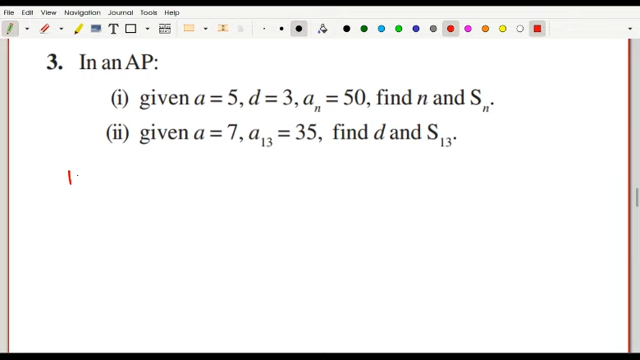 File Edit View Navigation Journal Tools Help
3. In an AP:
(i) given a = 5, d = 3, aₙ = 50, find n and Sₙ.
(ii) given a = 7, a₁₃ = 35, find d and S₁₃.